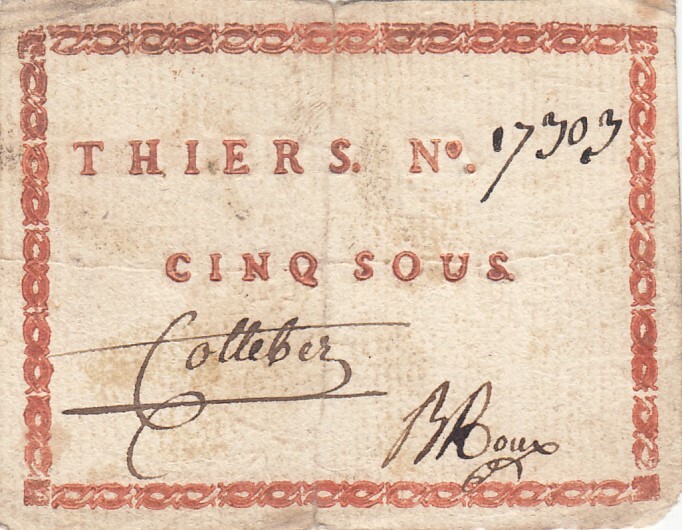 THIERS. Nº. 17303
CINQ SOUS.
Cotteber
BRoux